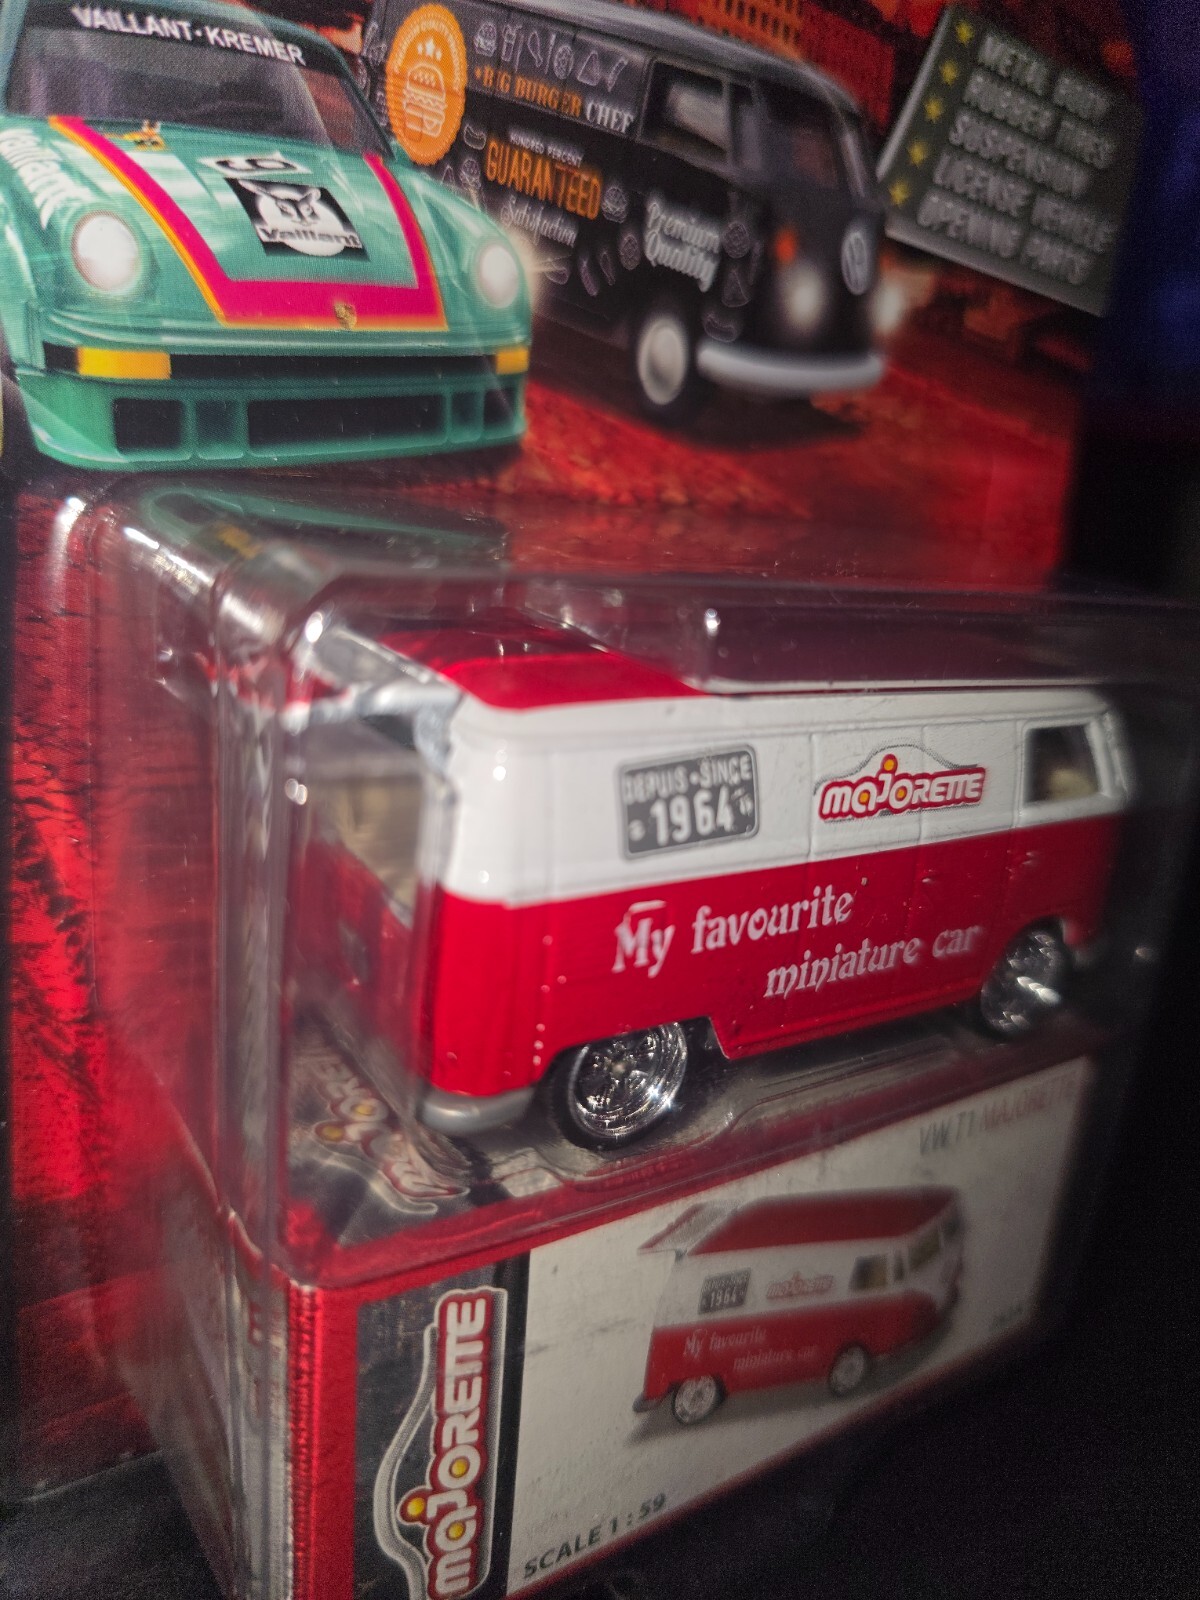 VAILLANT·KREMER
Vaillant
Vaillant
BIG BURGER CHEF
HUNDRED PERCENT
GUARANTEED
Satisfaction
Premium
Quality
METAL BODY
RUBBER TIRES
SUSPENSION
LICENSE VEHICLE
OPENING PARTS
DEPUIS·SINCE
1964
MAJORETTE
My favourite
miniature car
VW T1
1964
MAJORETTE
My favourite
miniature car
MAJORETTE
SCALE 1:59